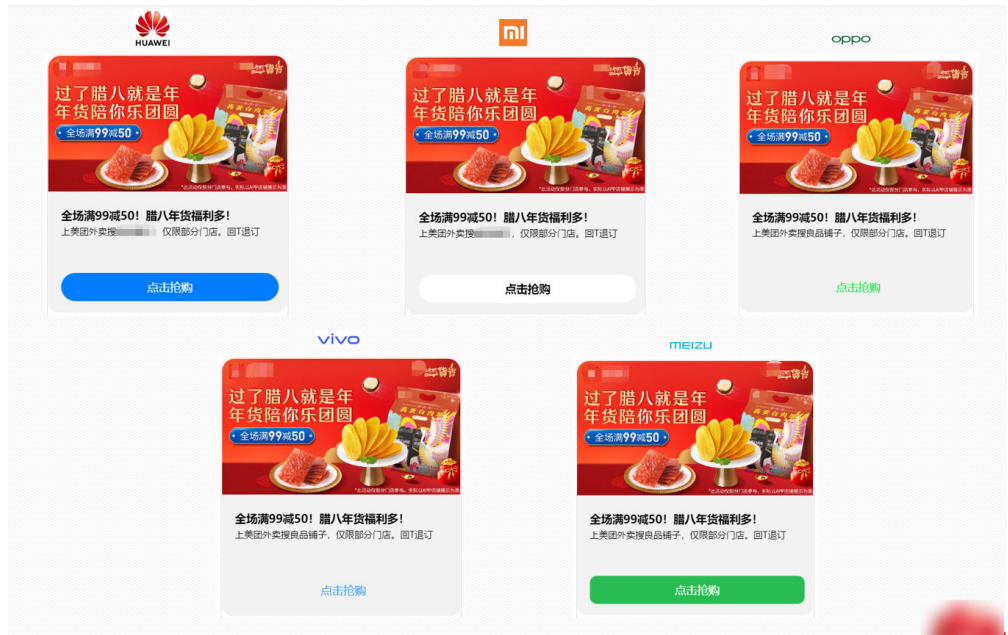 HUAWEI
过了腊八就是年
年货陪你乐团圆
全场满99减50
全场满99减50！腊八年货福利多！
上美团外卖搜 仅限部分门店。回T退订
点击抢购
mi
过了腊八就是年
年货陪你乐团圆
全场满99减50
全场满99减50！腊八年货福利多！
上美团外卖搜 ，仅限部分门店。回T退订
点击抢购
oppo
过了腊八就是年
年货陪你乐团圆
全场满99减50
全场满99减50！腊八年货福利多！
上美团外卖搜良品铺子，仅限部分门店。回T退订
点击抢购
vivo
过了腊八就是年
年货陪你乐团圆
全场满99减50
全场满99减50！腊八年货福利多！
上美团外卖搜良品铺子，仅限部分门店。回T退订
点击抢购
MEIZU
过了腊八就是年
年货陪你乐团圆
全场满99减50
全场满99减50！腊八年货福利多！
上美团外卖搜良品铺子，仅限部分门店。回T退订
点击抢购